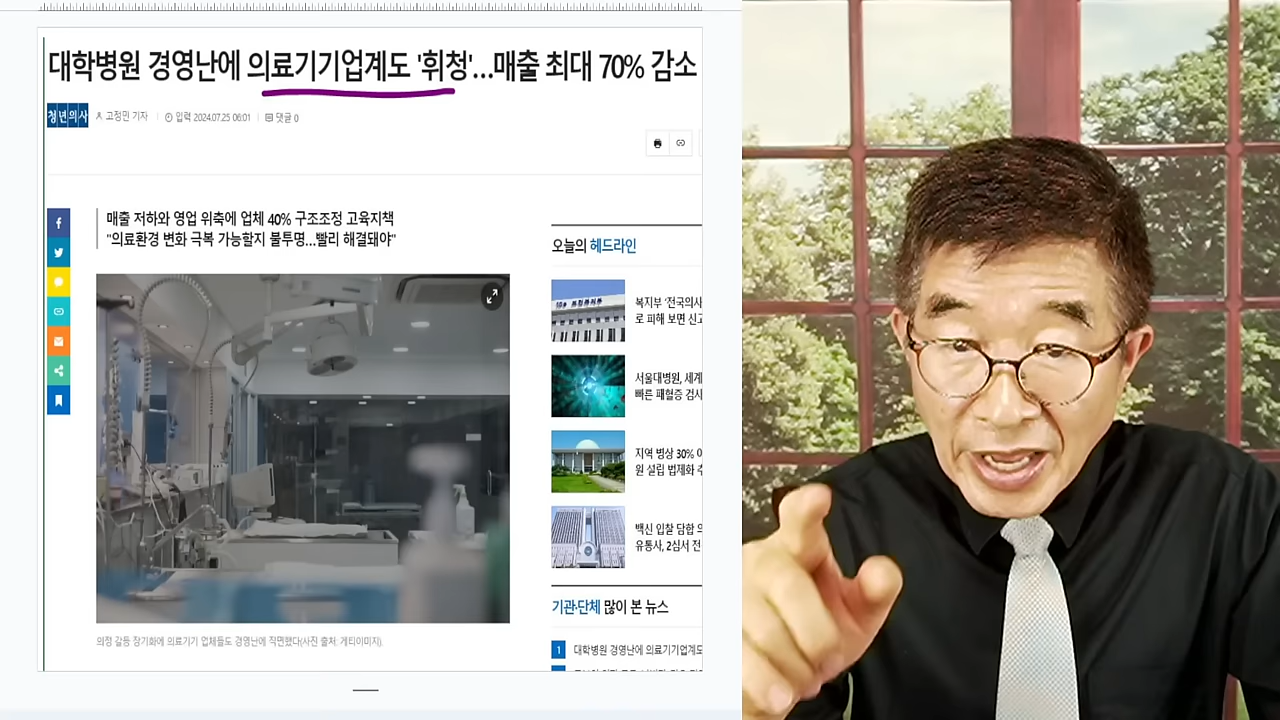 대학병원 경영난에 의료기기업계도 '휘청'…매출 최대 70% 감소
청년의사
고정민 기자
입력 2024.07.25 06:01
댓글 0
매출 저하와 영업 위축에 업체 40% 구조조정 고육지책
"의료환경 변화 극복 가능할지 불투명…빨리 해결돼야"
의정 갈등 장기화에 의료기기 업체들도 경영난에 직면했다(사진 출처: 게티이미지).
오늘의 헤드라인
복지부 '전국의사
로 피해 보면 신고
서울대병원, 세계
빠른 패혈증 검사
지역 병상 30% 이
원 설립 법제화 추
백신 입찰 담합 의
유통사, 2심서 전
기관·단체 많이 본 뉴스
1 대학병원 경영난에 의료기기업계도